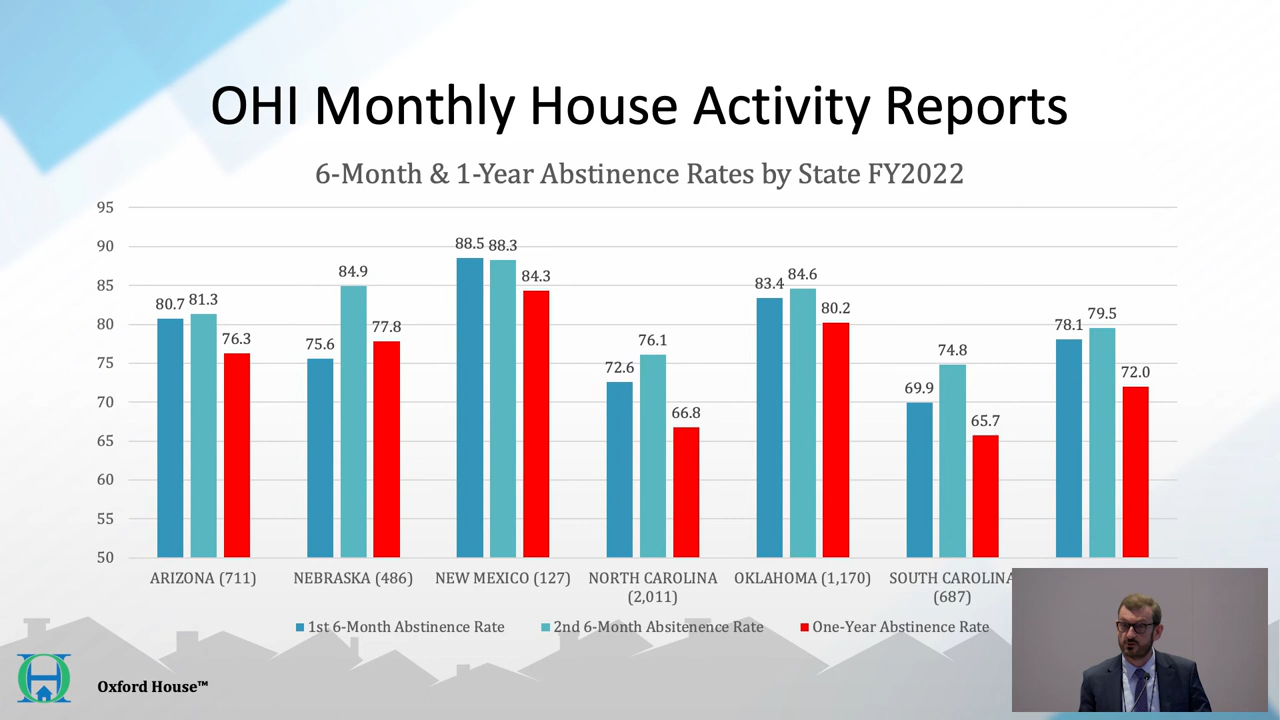 OHI Monthly House Activity Reports
6-Month & 1-Year Abstinence Rates by State FY2022
95
90
85
80
75
70
65
60
55
50
80.7 81.3 76.3
75.6 84.9 77.8
88.5 88.3 84.3
72.6 76.1 66.8
83.4 84.6 80.2
69.9 74.8 65.7
78.1 79.5 72.0
ARIZONA (711)
NEBRASKA (486)
NEW MEXICO (127)
NORTH CAROLINA
(2,011)
OKLAHOMA (1,170)
SOUTH CAROLINA
(687)
1st 6-Month Abstinence Rate
2nd 6-Month Absitenence Rate
One-Year Abstinence Rate
Oxford House™